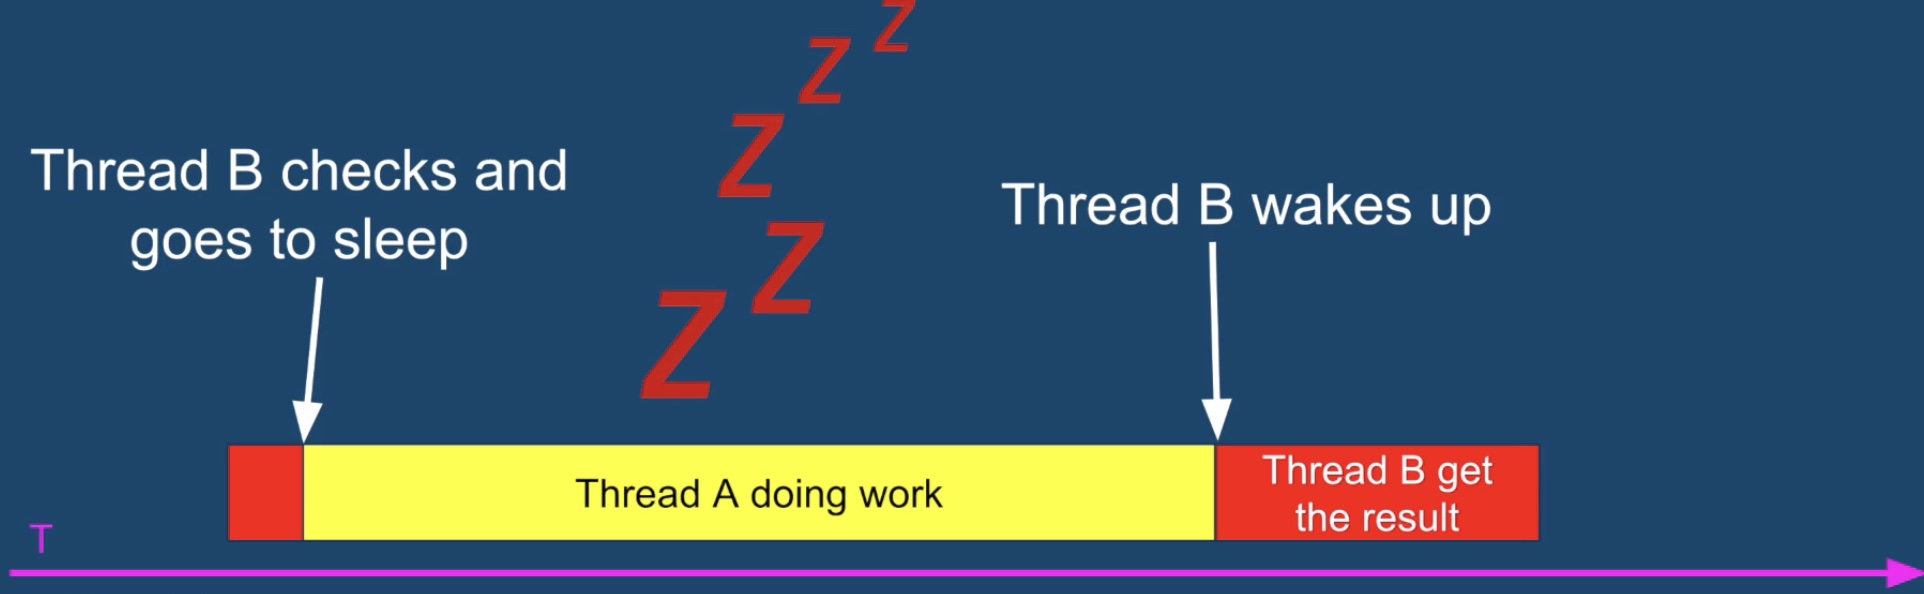 Z
Z
Z
Z
Z
Thread B checks and
goes to sleep
Thread B wakes up
Thread A doing work
Thread B get
the result
T